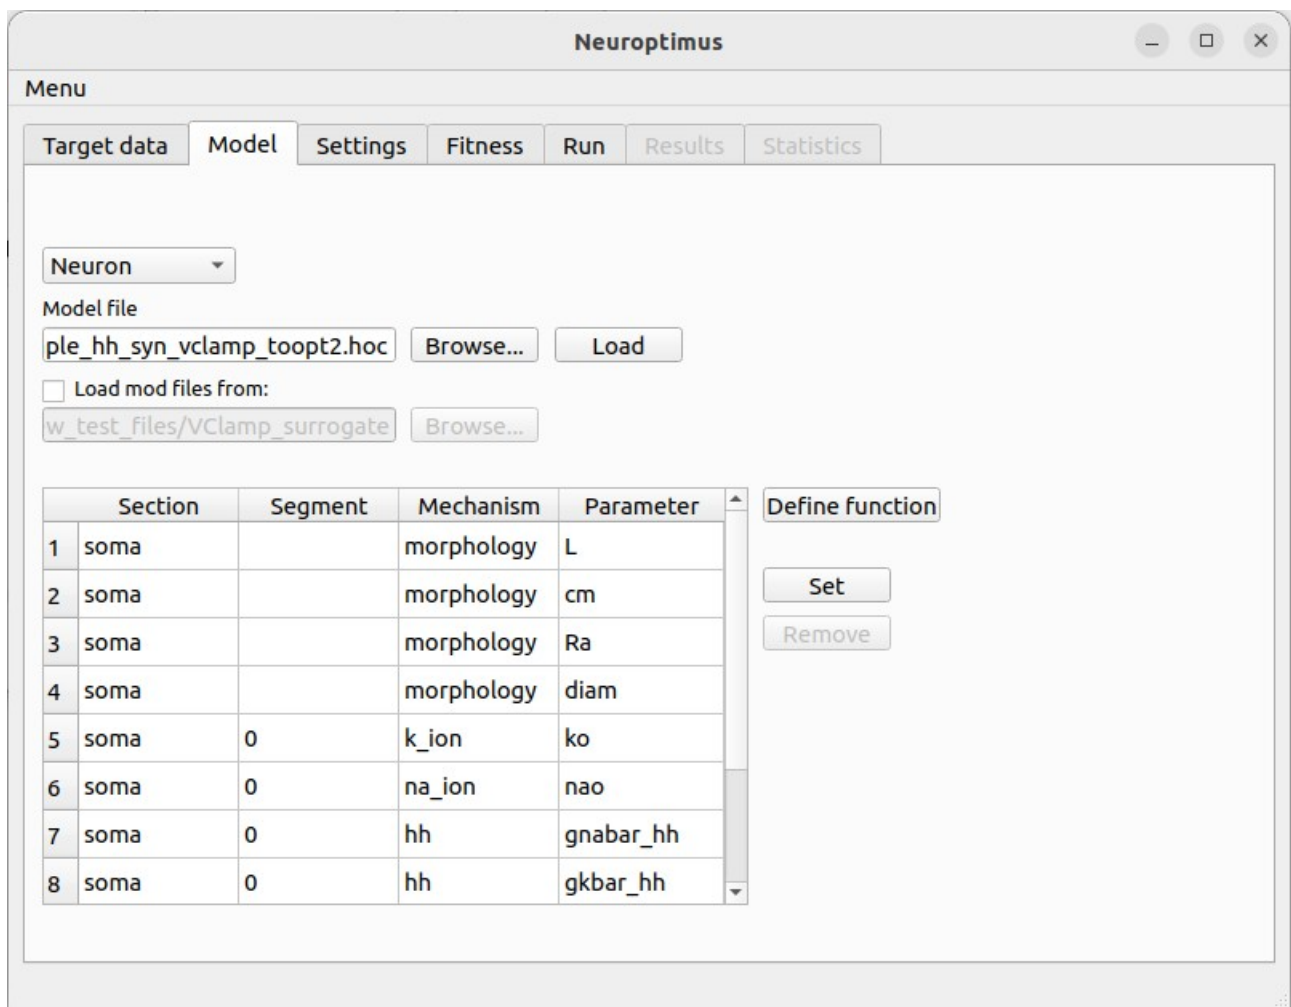 Neuroptimus
Menu
Target data Model Settings Fitness Run Results Statistics
Neuron
Model file
ple_hh_syn_vclamp_toopt2.hoc Browse... Load
Load mod files from:
w_test_files/VClamp_surrogate Browse...
Section Segment Mechanism Parameter Define function
1 soma morphology L
2 soma morphology cm Set
3 soma morphology Ra Remove
4 soma morphology diam
5 soma 0 k_ion ko
6 soma 0 na_ion nao
7 soma 0 hh gnabar_hh
8 soma 0 hh gkbar_hh